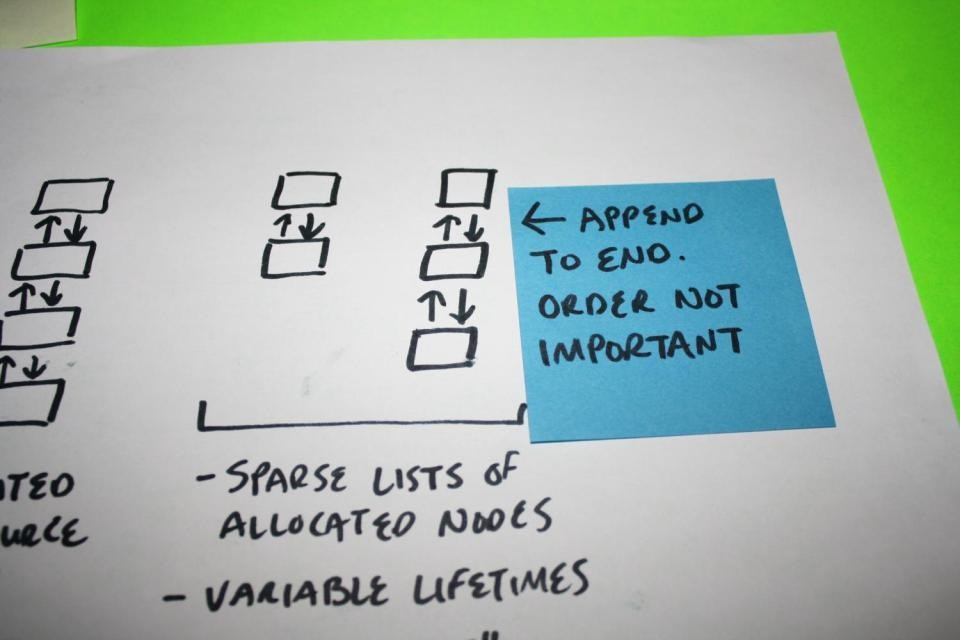 ← APPEND
TO END.
ORDER NOT
IMPORTANT
- SPARSE LISTS OF
ALLOCATED NODES
- VARIABLE LIFETIMES